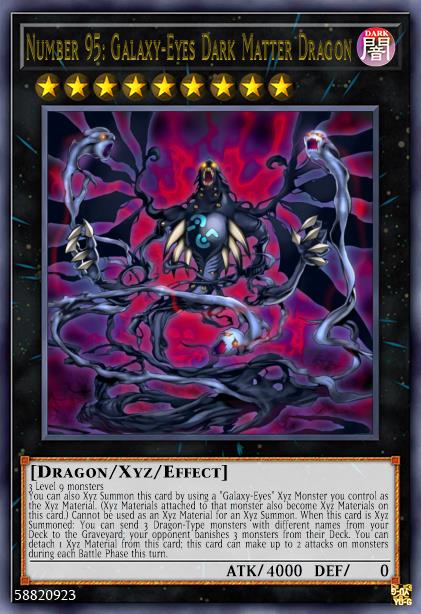 NUMBER 95: GALAXY-EYES DARK MATTER DRAGON
DARK
闇
[DRAGON/XYZ/EFFECT]
3 Level 9 monsters
You can also Xyz Summon this card by using a "Galaxy-Eyes" Xyz Monster you control as
the Xyz Material. (Xyz Materials attached to that monster also become Xyz Materials on
this card.) Cannot be used as an Xyz Material for an Xyz Summon. When this card is Xyz
Summoned: You can send 3 Dragon-Type monsters with different names from your
Deck to the Graveyard; your opponent banishes 3 monsters from their Deck. You can
detach 1 Xyz Material from this card; this card can make up to 2 attacks on monsters
during each Battle Phase this turn.
ATK/4000 DEF/ 0
58820923